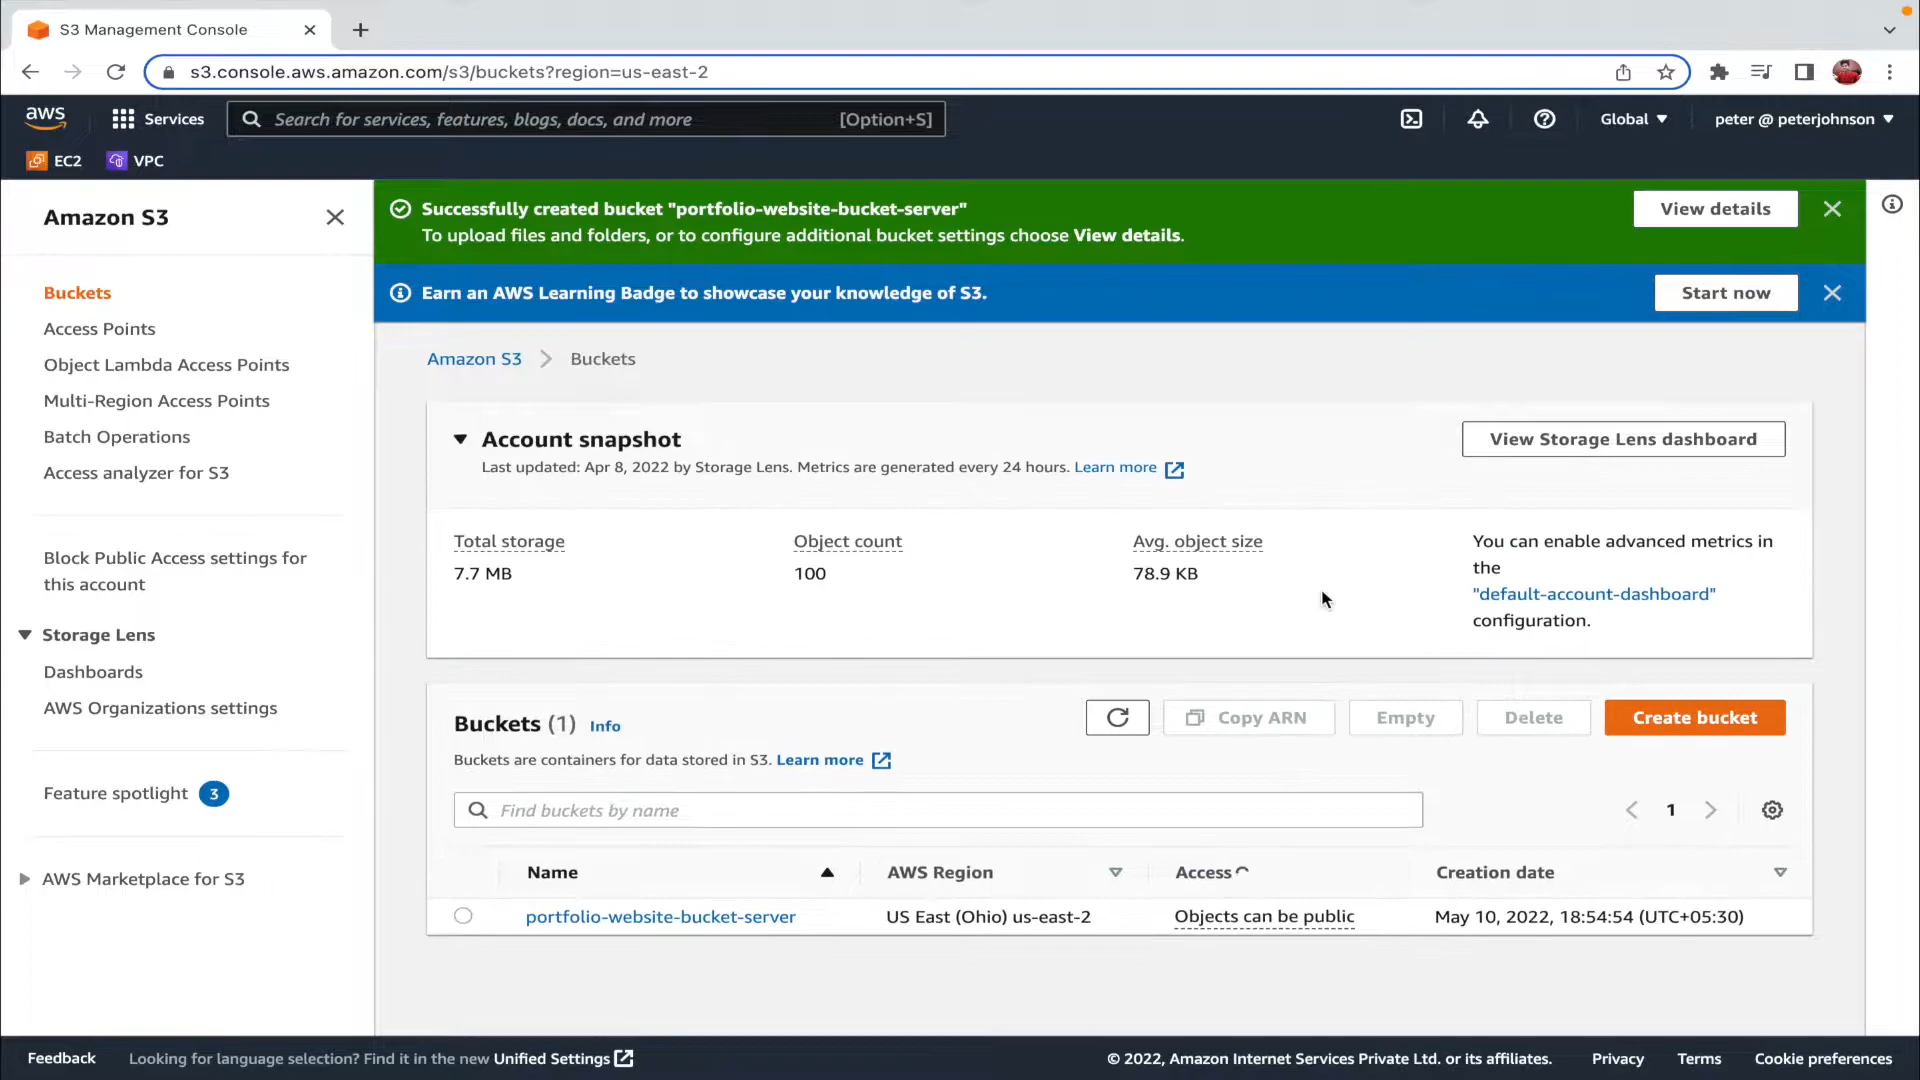 S3 Management Console
s3.console.aws.amazon.com/s3/buckets?region=us-east-2
aws
Services
Search for services, features, blogs, docs, and more
[Option+S]
Global
peter @ peterjohnson
EC2
VPC
Amazon S3
Buckets
Access Points
Object Lambda Access Points
Multi-Region Access Points
Batch Operations
Access analyzer for S3
Block Public Access settings for
this account
Storage Lens
Dashboards
AWS Organizations settings
Feature spotlight 3
AWS Marketplace for S3
Successfully created bucket "portfolio-website-bucket-server"
To upload files and folders, or to configure additional bucket settings choose View details.
View details
Earn an AWS Learning Badge to showcase your knowledge of S3.
Start now
Amazon S3
Buckets
Account snapshot
Last updated: Apr 8, 2022 by Storage Lens. Metrics are generated every 24 hours. Learn more
View Storage Lens dashboard
Total storage
7.7 MB
Object count
100
Avg. object size
78.9 KB
You can enable advanced metrics in
the
"default-account-dashboard"
configuration.
Buckets (1) Info
Buckets are containers for data stored in S3. Learn more
Copy ARN
Empty
Delete
Create bucket
Find buckets by name
1
Name
AWS Region
Access
Creation date
portfolio-website-bucket-server
US East (Ohio) us-east-2
Objects can be public
May 10, 2022, 18:54:54 (UTC+05:30)
Feedback
Looking for language selection? Find it in the new Unified Settings
© 2022, Amazon Internet Services Private Ltd. or its affiliates.
Privacy
Terms
Cookie preferences